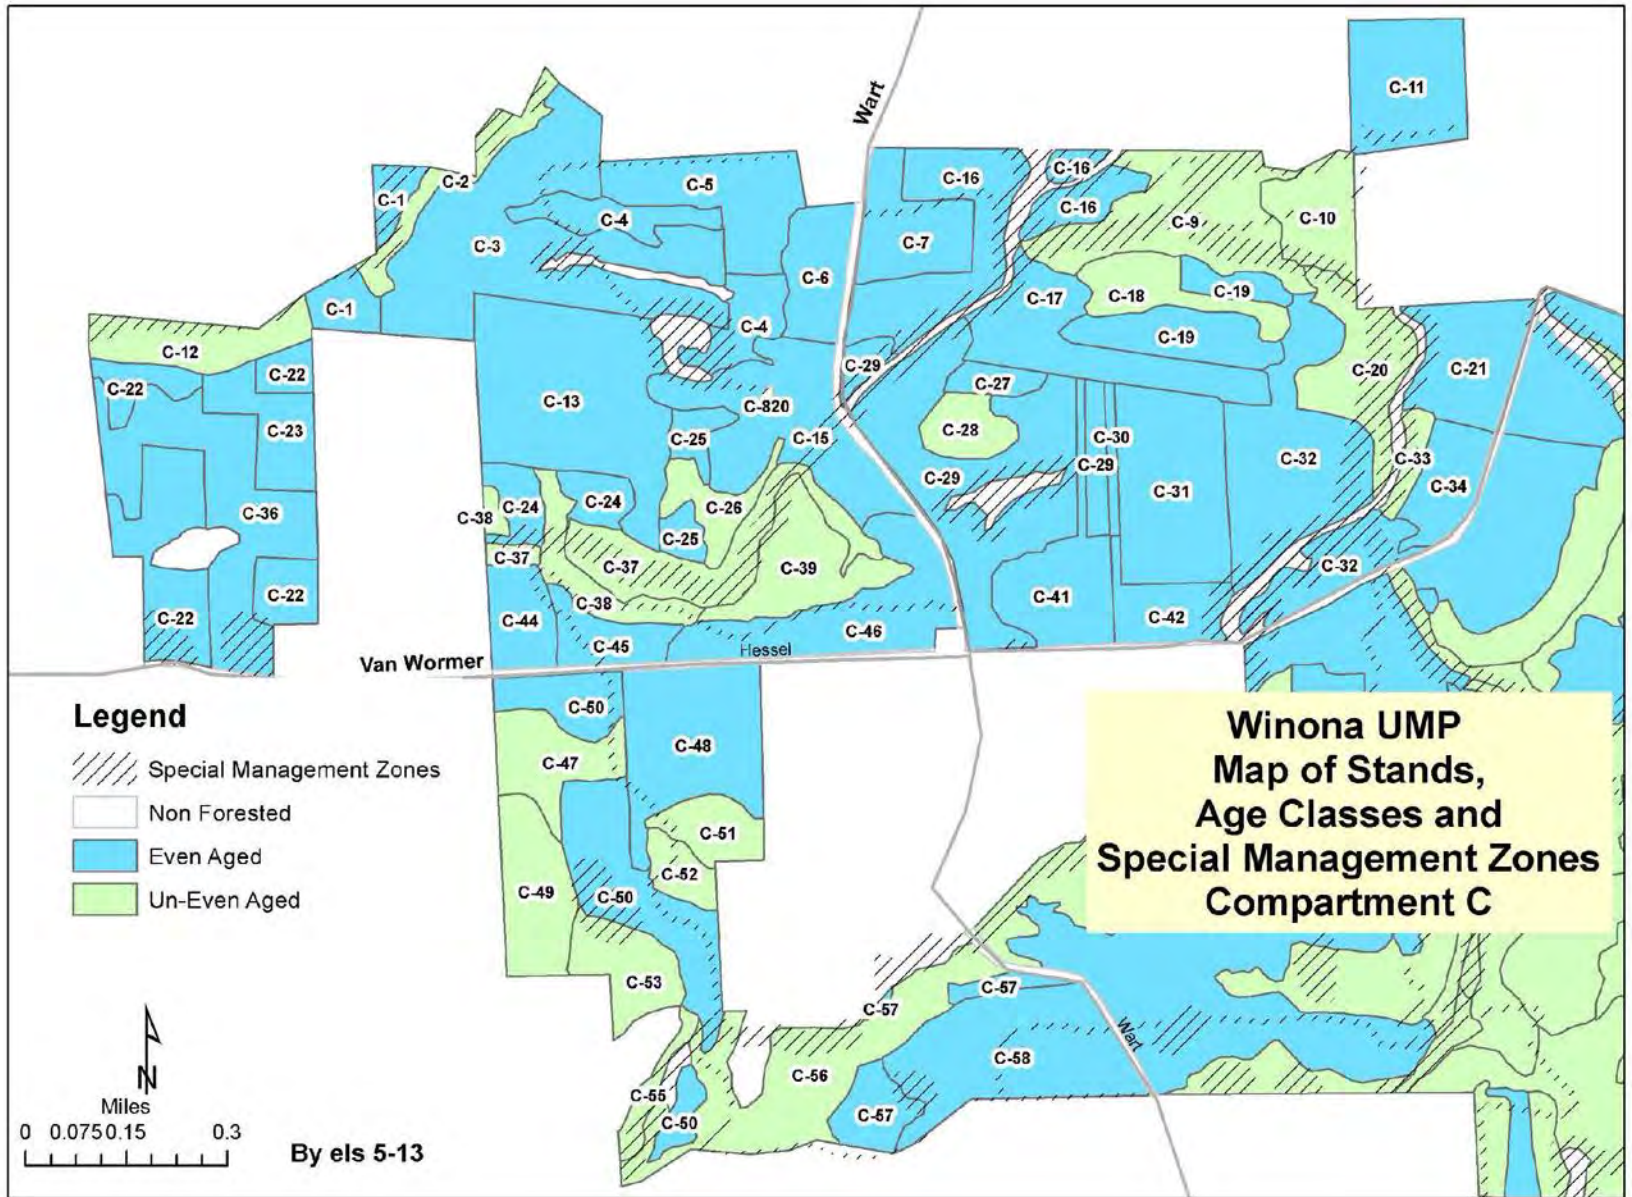 Wart
C-11
C-16
C-16
C-2
C-5
C-1
C-16
C-4
C-9
C-10
C-3
C-7
C-6
C-19
C-18
C-17
C-1
C-4
C-19
C-12
C-29
C-20
C-21
C-22
C-22
C-27
C-13
C-820
C-23
C-28
C-25
C-15
C-30
C-33
C-32
C-29
C-29
C-34
C-31
C-24
C-24
C-26
C-36
C-38
C-25
C-37
C-37
C-39
C-32
C-22
C-41
C-38
C-22
C-44
C-42
C-46
C-45
Hessel
Van Wormer
Legend
Special Management Zones
Non Forested
Even Aged
Un-Even Aged
C-50
C-48
C-47
C-51
C-52
C-49
C-50
C-53
C-57
C-57
Wart
C-58
C-56
C-55
C-57
C-50
Winona UMP
Map of Stands,
Age Classes and
Special Management Zones
Compartment C
N
Miles
0 0.075 0.15 0.3
By els 5-13